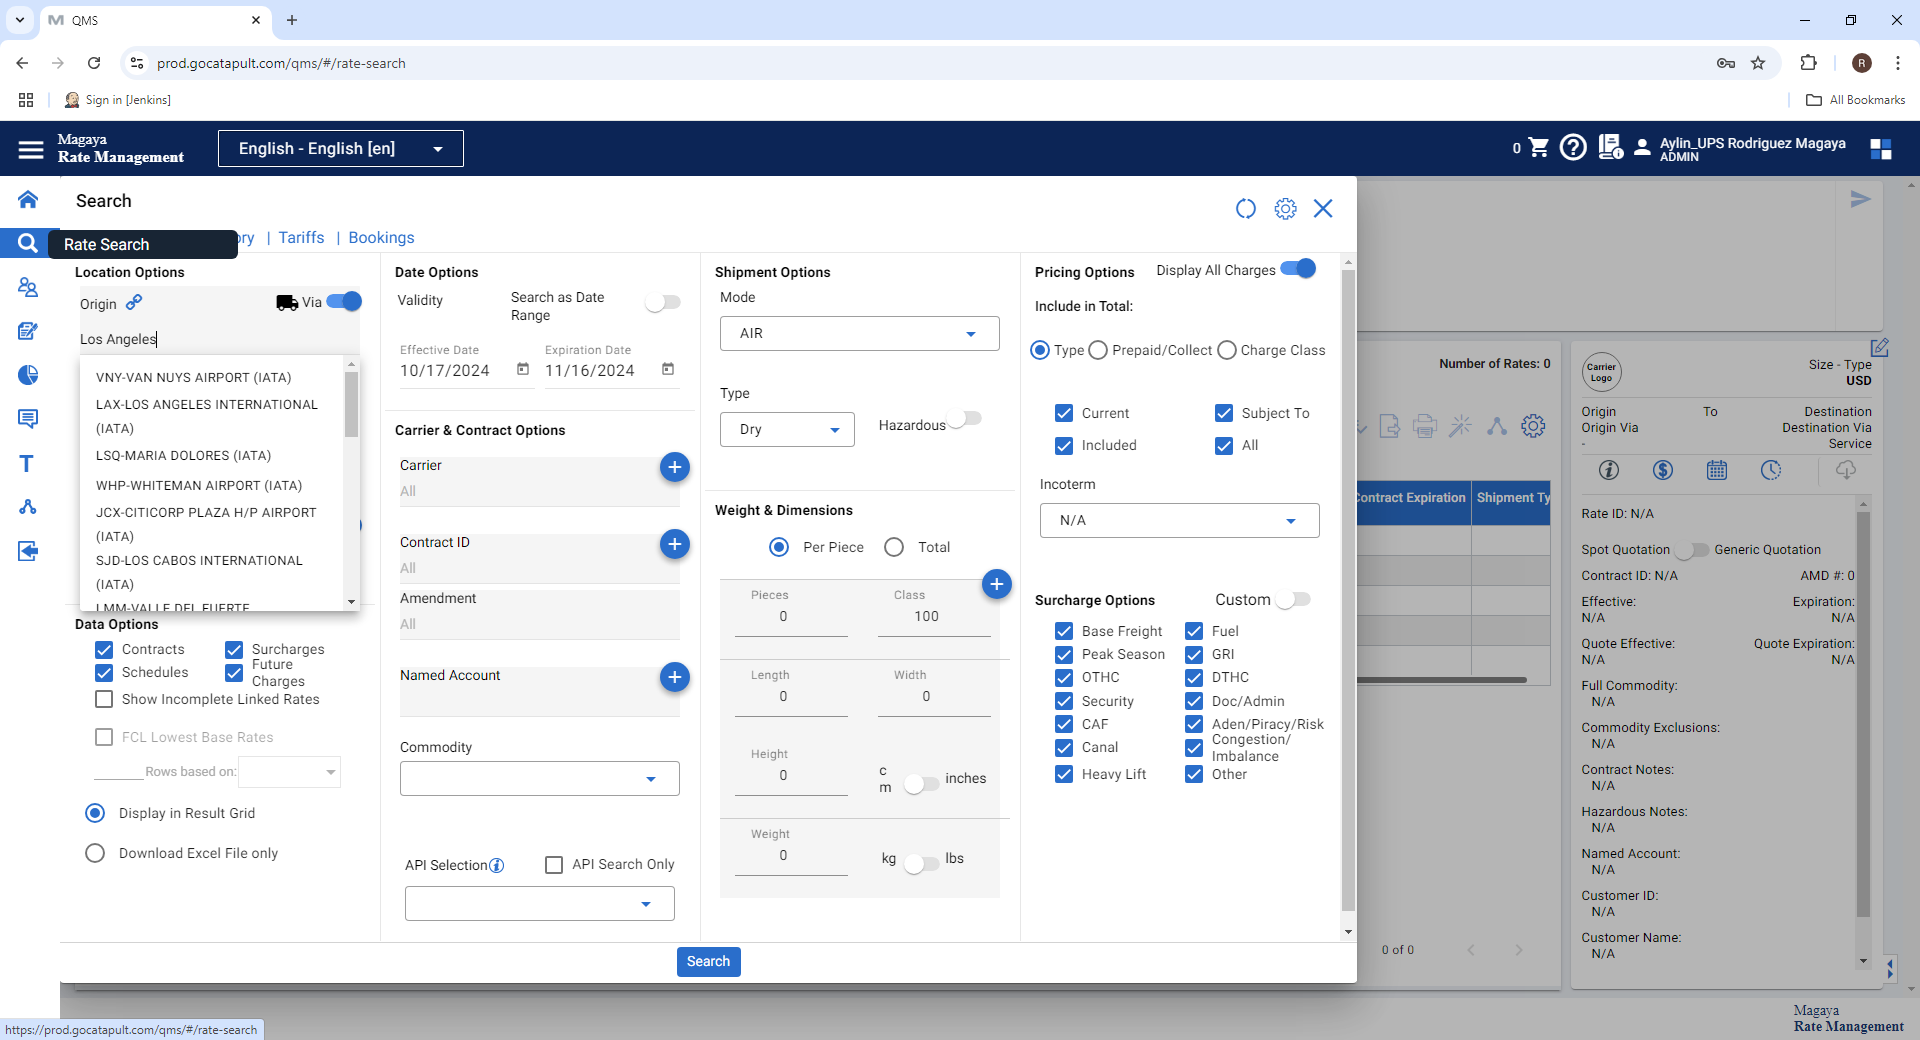 QMS
prod.gocatapult.com/qms/#/rate-search
R
Sign in [Jenkins]
All Bookmarks
Magaya
Rate Management
English - English [en]
0
Aylin_UPS Rodriguez Magaya
ADMIN
Search
Rate Search
ory | Tariffs | Bookings
Location Options
Origin
Via
Los Angeles
VNY-VAN NUYS AIRPORT (IATA)
LAX-LOS ANGELES INTERNATIONAL
(IATA)
LSQ-MARIA DOLORES (IATA)
WHP-WHITEMAN AIRPORT (IATA)
JCX-CITICORP PLAZA H/P AIRPORT
(IATA)
SJD-LOS CABOS INTERNATIONAL
(IATA)
LMM-VALLE DEL FUERTE
Data Options
Contracts
Surcharges
Schedules
Future
Charges
Show Incomplete Linked Rates
FCL Lowest Base Rates
Rows based on:
Display in Result Grid
Download Excel File only
Date Options
Validity
Search as Date
Range
Effective Date
10/17/2024
Expiration Date
11/16/2024
Carrier & Contract Options
Carrier
All
Contract ID
All
Amendment
All
Named Account
Commodity
API Selection
API Search Only
Shipment Options
Mode
AIR
Type
Dry
Hazardous
Weight & Dimensions
Per Piece
Total
Pieces
0
Class
100
Length
0
Width
0
Height
0
c
m
inches
Weight
0
kg
lbs
Pricing Options
Display All Charges
Include in Total:
Type
Prepaid/Collect
Charge Class
Current
Subject To
Included
All
Incoterm
N/A
Surcharge Options
Custom
Base Freight
Fuel
Peak Season
GRI
OTHC
DTHC
Security
Doc/Admin
CAF
Aden/Piracy/Risk
Canal
Congestion/
Imbalance
Heavy Lift
Other
Search
Number of Rates: 0
Contract Expiration
Shipment Ty
0 of 0
Carrier
Logo
Size - Type
USD
Origin
To
Destination
Origin Via
Destination Via
-
Service
Rate ID: N/A
Spot Quotation
Generic Quotation
Contract ID: N/A
AMD #: 0
Effective:
Expiration:
N/A
N/A
Quote Effective:
Quote Expiration:
N/A
N/A
Full Commodity:
N/A
Commodity Exclusions:
N/A
Contract Notes:
N/A
Hazardous Notes:
N/A
Named Account:
N/A
Customer ID:
N/A
Customer Name:
N/A
https://prod.gocatapult.com/qms/#/rate-search
Magaya
Rate Management